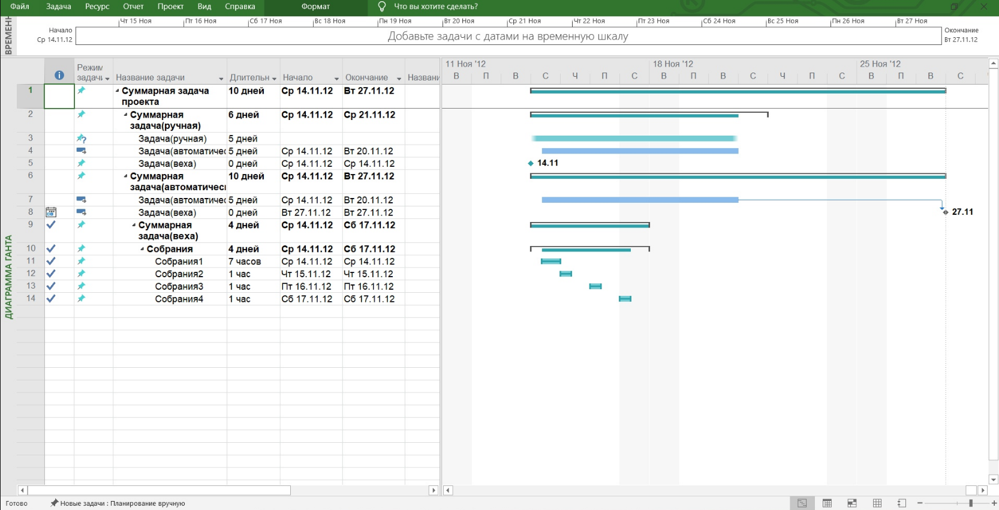 Файл Задача Ресурс Отчет Проект Вид Справка Формат Что вы хотите сделать?
ВРЕМЕНН
Чт 15 Ноя Пт 16 Ноя Сб 17 Ноя Вс 18 Ноя Пн 19 Ноя Вт 20 Ноя Ср 21 Ноя Чт 22 Ноя Пт 23 Ноя Сб 24 Ноя Вс 25 Ноя Пн 26 Ноя Вт 27 Ноя
Начало
Ср 14.11.12
Добавьте задачи с датами на временную шкалу
Окончание
Вт 27.11.12
ДИАГРАММА ГАНТА
Режим
задачи Название задачи Длительн Начало Окончание Названи
11 Ноя '12 18 Ноя '12 25 Ноя '12
В П В С Ч П С В П В С Ч П С В П В С
1 Суммарная задача 10 дней Ср 14.11.12 Вт 27.11.12
проекта
2 Суммарная 6 дней Ср 14.11.12 Ср 21.11.12
задача(ручная)
3 Задача(ручная) 5 дней
4 Задача(автоматичес 5 дней Ср 14.11.12 Вт 20.11.12
5 Задача(веха) 0 дней Ср 14.11.12 Ср 14.11.12 14.11
6 Суммарная 10 дней Ср 14.11.12 Вт 27.11.12
задача(автоматичесі
7 Задача(автоматичес 5 дней Ср 14.11.12 Вт 20.11.12
8 Задача(веха) 0 дней Вт 27.11.12 Вт 27.11.12 27.11
9 Суммарная 4 дней Ср 14.11.12 Сб 17.11.12
задача(веха)
10 Собрания 4 дней Ср 14.11.12 Сб 17.11.12
11 Собрания1 7 часов Ср 14.11.12 Ср 14.11.12
12 Собрания2 1 час Чт 15.11.12 Чт 15.11.12
13 Собрания3 1 час Пт 16.11.12 Пт 16.11.12
14 Собрания4 1 час Сб 17.11.12 Сб 17.11.12
Готово Новые задачи : Планирование вручную